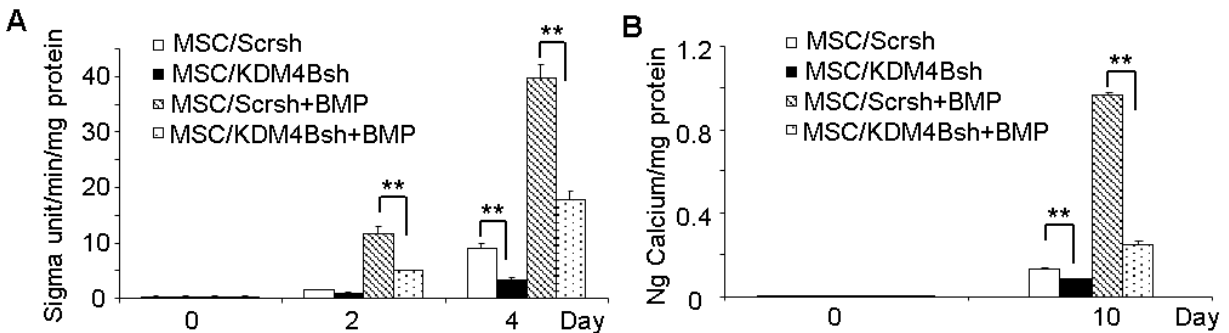 A
Sigma unit/min/mg protein
40
30
20
10
0
MSC/Scrsh
MSC/KDM4Bsh
MSC/Scrsh+BMP
MSC/KDM4Bsh+BMP
**
**
**
0 2 4 Day
B
Ng Calcium/mg protein
1.2
0.8
0.4
0
MSC/Scrsh
MSC/KDM4Bsh
MSC/Scrsh+BMP
MSC/KDM4Bsh+BMP
**
**
0 10 Day